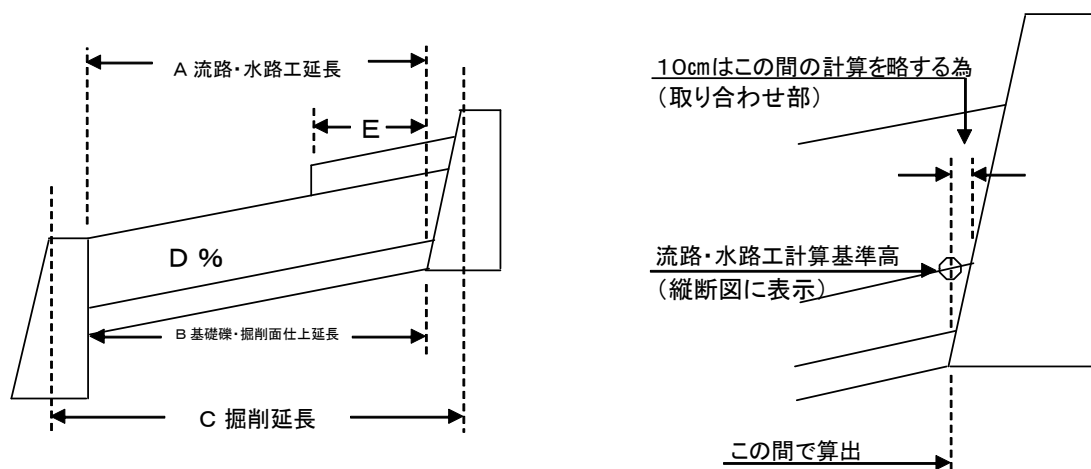 A 流路・水路工延長
E
D %
B 基礎礫・掘削面仕上延長
C 掘削延長
10cmはこの間の計算を略する為
(取り合わせ部)
流路・水路工計算基準高
(縦断図に表示)
この間で算出